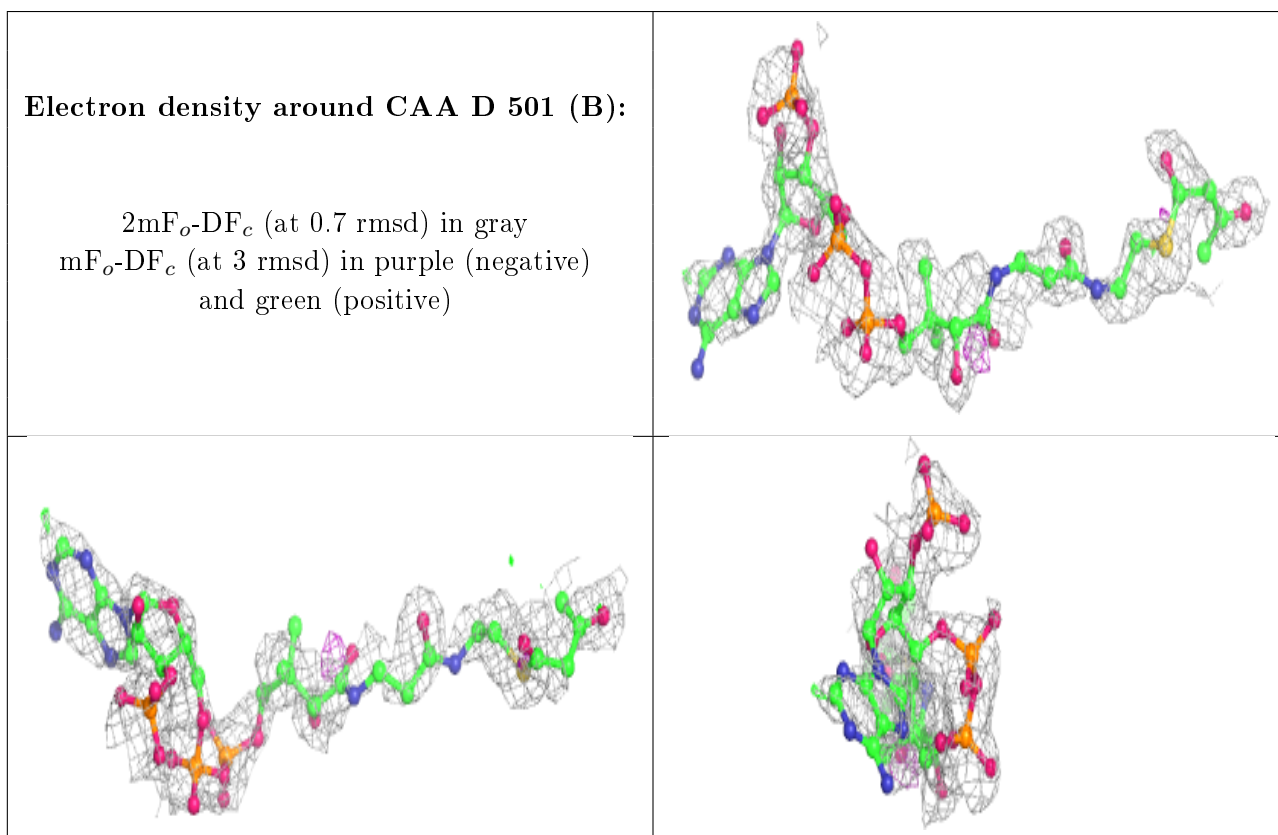 Electron density around CAA D 501 (B):
2mFo-DFc (at 0.7 rmsd) in gray
mFo-DFc (at 3 rmsd) in purple (negative)
and green (positive)